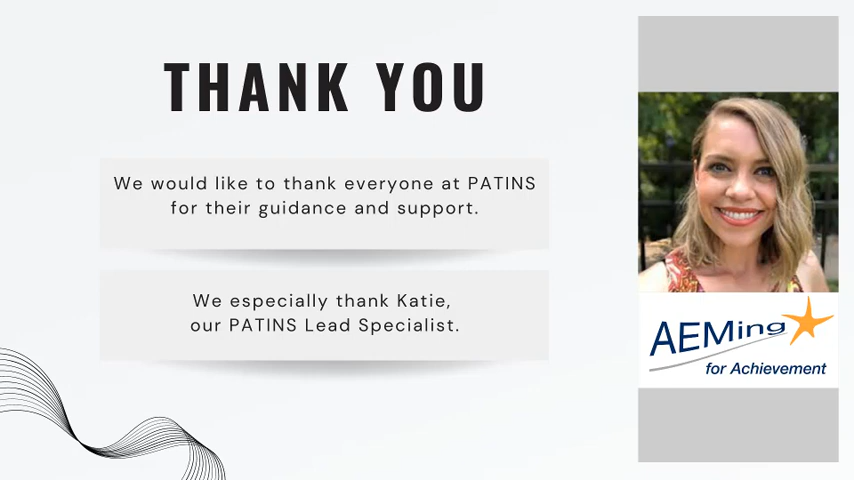 THANK YOU
We would like to thank everyone at PATINS
for their guidance and support.
We especially thank Katie,
our PATINS Lead Specialist.
AEMing
for Achievement